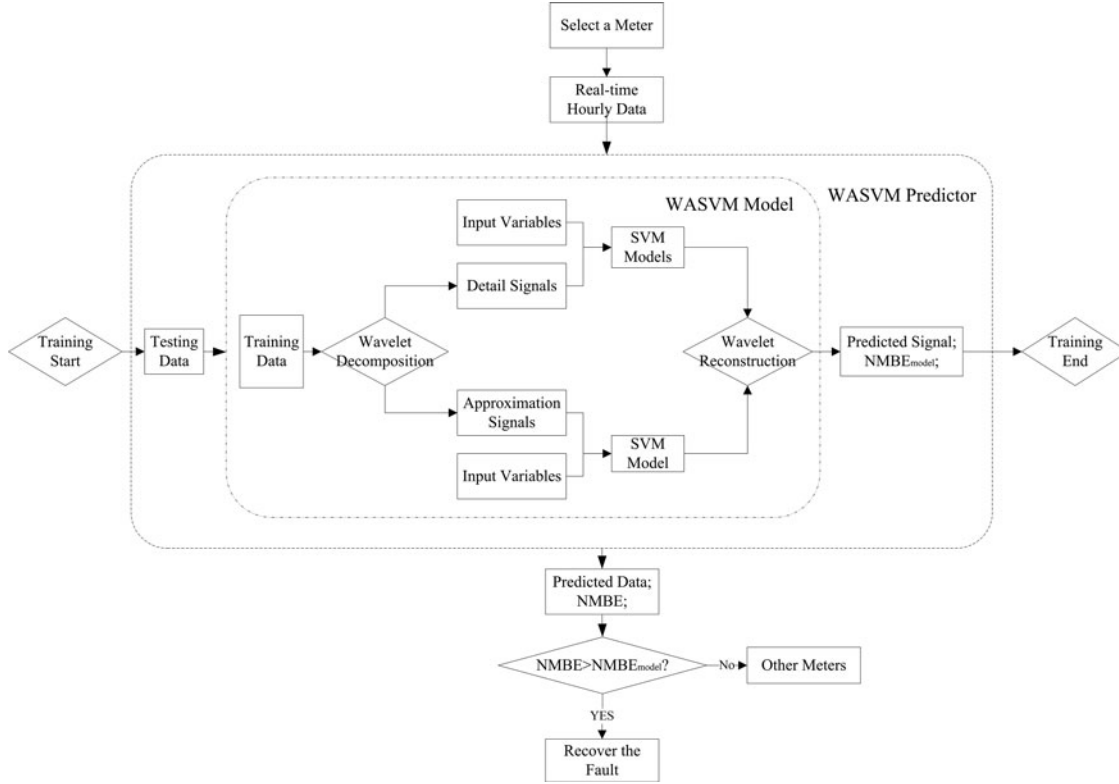 Select a Meter
Real-time
Hourly Data
WASVM Predictor
WASVM Model
Input Variables
SVM
Models
Detail Signals
Training
Start
Testing
Data
Training
Data
Wavelet
Decomposition
Wavelet
Reconstruction
Predicted Signal;
NMBEmodel;
Training
End
Approximation
Signals
SVM
Model
Input Variables
Predicted Data;
NMBE;
NMBE>NMBEmodel?
No
Other Meters
YES
Recover the
Fault